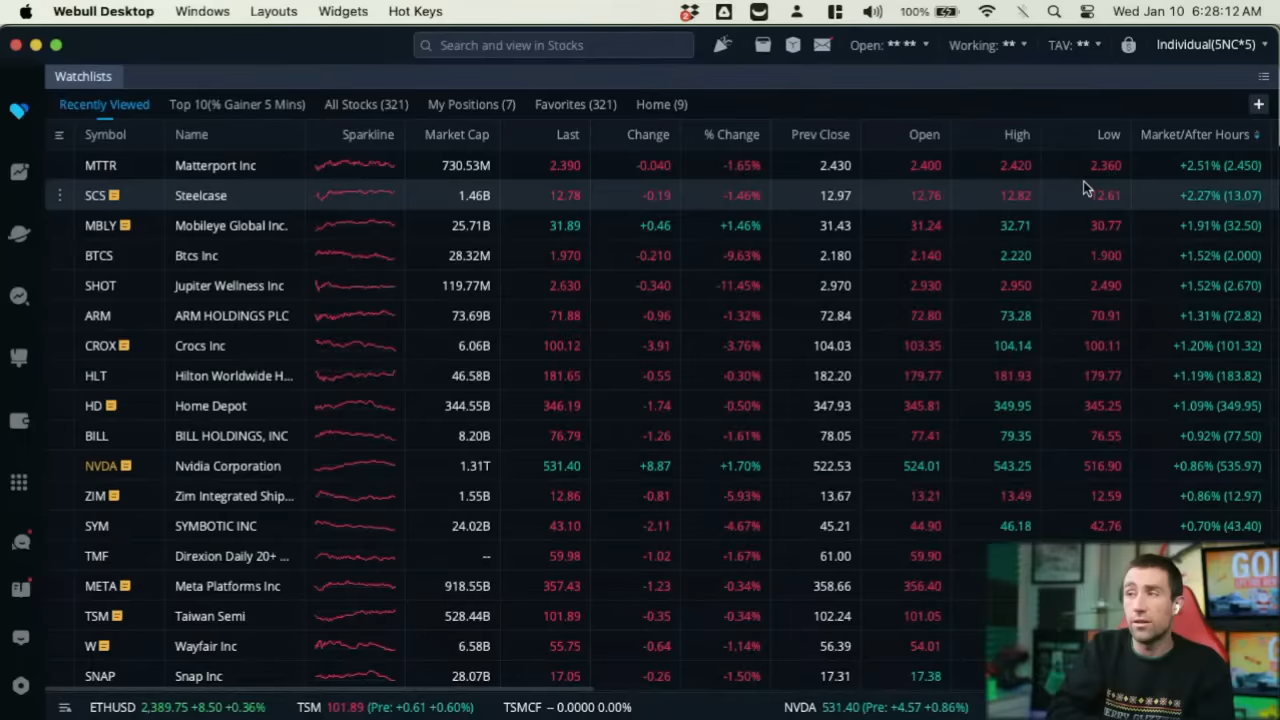 Webull Desktop Windows Layouts Widgets Hot Keys 2 100% Wed Jan 10 6:28:12 AM
Search and view in Stocks Open: ** ** Working: ** TAV: ** Individual(5NC*5)
Watchlists
Recently Viewed Top 10(% Gainer 5 Mins) All Stocks (321) My Positions (7) Favorites (321) Home (9)
Symbol Name Sparkline Market Cap Last Change % Change Prev Close Open High Low Market/After Hours
MTTR Matterport Inc 730.53M 2.390 -0.040 -1.65% 2.430 2.400 2.420 2.360 +2.51% (2.450)
SCS Steelcase 1.46B 12.78 -0.19 -1.46% 12.97 12.76 12.82 12.61 +2.27% (13.07)
MBLY Mobileye Global Inc. 25.71B 31.89 +0.46 +1.46% 31.43 31.24 32.71 30.77 +1.91% (32.50)
BTCS Btcs Inc 28.32M 1.970 -0.210 -9.63% 2.180 2.140 2.220 1.900 +1.52% (2.000)
SHOT Jupiter Wellness Inc 119.77M 2.630 -0.340 -11.45% 2.970 2.930 2.950 2.490 +1.52% (2.670)
ARM ARM HOLDINGS PLC 73.69B 71.88 -0.96 -1.32% 72.84 72.80 73.28 70.91 +1.31% (72.82)
CROX Crocs Inc 6.06B 100.12 -3.91 -3.76% 104.03 103.35 104.14 100.11 +1.20% (101.32)
HLT Hilton Worldwide H... 46.58B 181.65 -0.55 -0.30% 182.20 179.77 181.93 179.77 +1.19% (183.82)
HD Home Depot 344.55B 346.19 -1.74 -0.50% 347.93 345.81 349.95 345.25 +1.09% (349.95)
BILL BILL HOLDINGS, INC 8.20B 76.79 -1.26 -1.61% 78.05 77.41 79.35 76.55 +0.92% (77.50)
NVDA Nvidia Corporation 1.31T 531.40 +8.87 +1.70% 522.53 524.01 543.25 516.90 +0.86% (535.97)
ZIM Zim Integrated Ship... 1.55B 12.86 -0.81 -5.93% 13.67 13.21 13.49 12.59 +0.86% (12.97)
SYM SYMBOTIC INC 24.02B 43.10 -2.11 -4.67% 45.21 44.90 46.18 42.76 +0.70% (43.40)
TMF Direxion Daily 20+ ... -- 59.98 -1.02 -1.67% 61.00 59.90
META Meta Platforms Inc 918.55B 357.43 -1.23 -0.34% 358.66 356.40
TSM Taiwan Semi 528.44B 101.89 -0.35 -0.34% 102.24 101.05
W Wayfair Inc 6.58B 55.75 -0.64 -1.14% 56.39 54.01
SNAP Snap Inc 28.07B 17.05 -0.26 -1.50% 17.31 17.38
ETHUSD 2,389.75 +8.50 +0.36% TSM 101.89 (Pre: +0.61 +0.60%) TSMCF – 0.0000 0.00% NVDA 531.40 (Pre: +4.57 +0.86%)